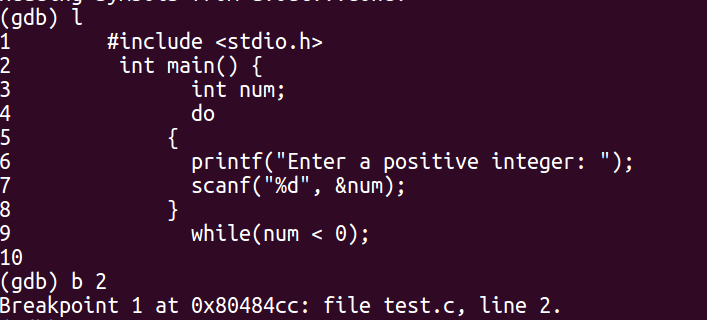 (gdb) l
1        #include <stdio.h>
2         int main() {
3               int num;
4               do
5             {
6               printf("Enter a positive integer: ");
7               scanf("%d", &num);
8             }
9               while(num < 0);
10
(gdb) b 2
Breakpoint 1 at 0x80484cc: file test.c, line 2.